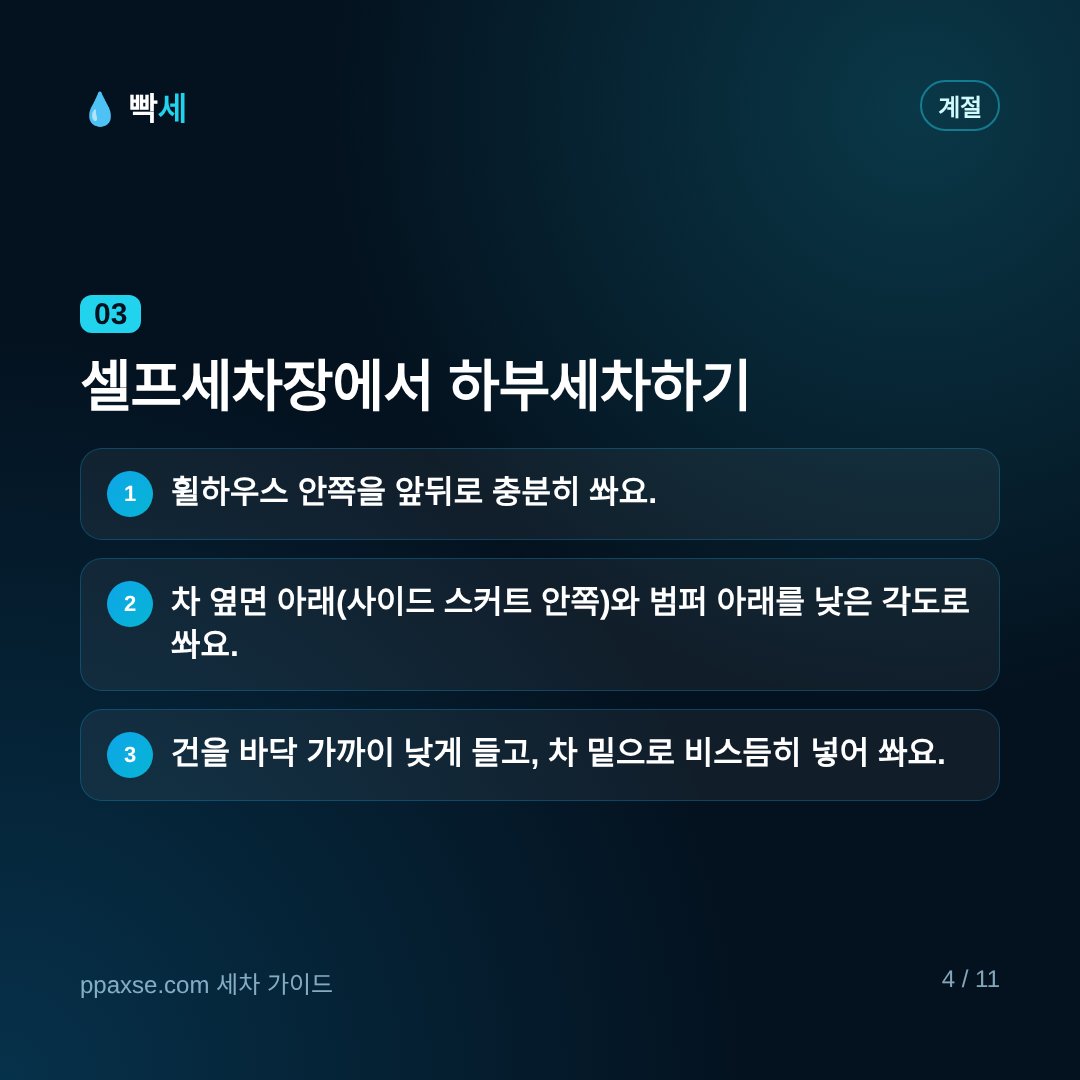 빡세
계절
03
셀프세차장에서 하부세차하기
1 휠하우스 안쪽을 앞뒤로 충분히 쏴요.
2 차 옆면 아래(사이드 스커트 안쪽)와 범퍼 아래를 낮은 각도로
쏴요.
3 건을 바닥 가까이 낮게 들고, 차 밑으로 비스듬히 넣어 쏴요.
ppaxse.com 세차 가이드
4 / 11